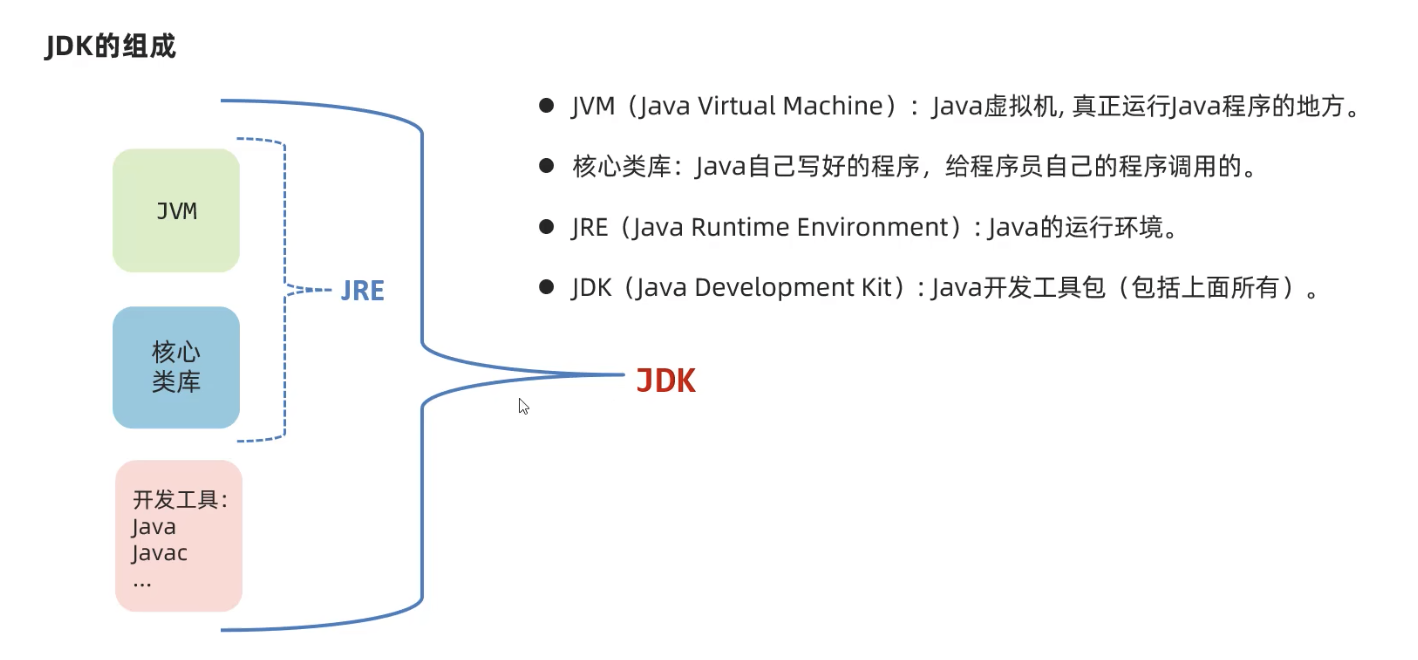 JDK的组成
JVM（Java Virtual Machine）：Java虚拟机, 真正运行Java程序的地方。
核心类库：Java自己写好的程序，给程序员自己的程序调用的。
JRE（Java Runtime Environment）: Java的运行环境。
JDK（Java Development Kit）: Java开发工具包（包括上面所有）。
JVM
核心
类库
JRE
开发工具：
Java
Javac
...
JDK